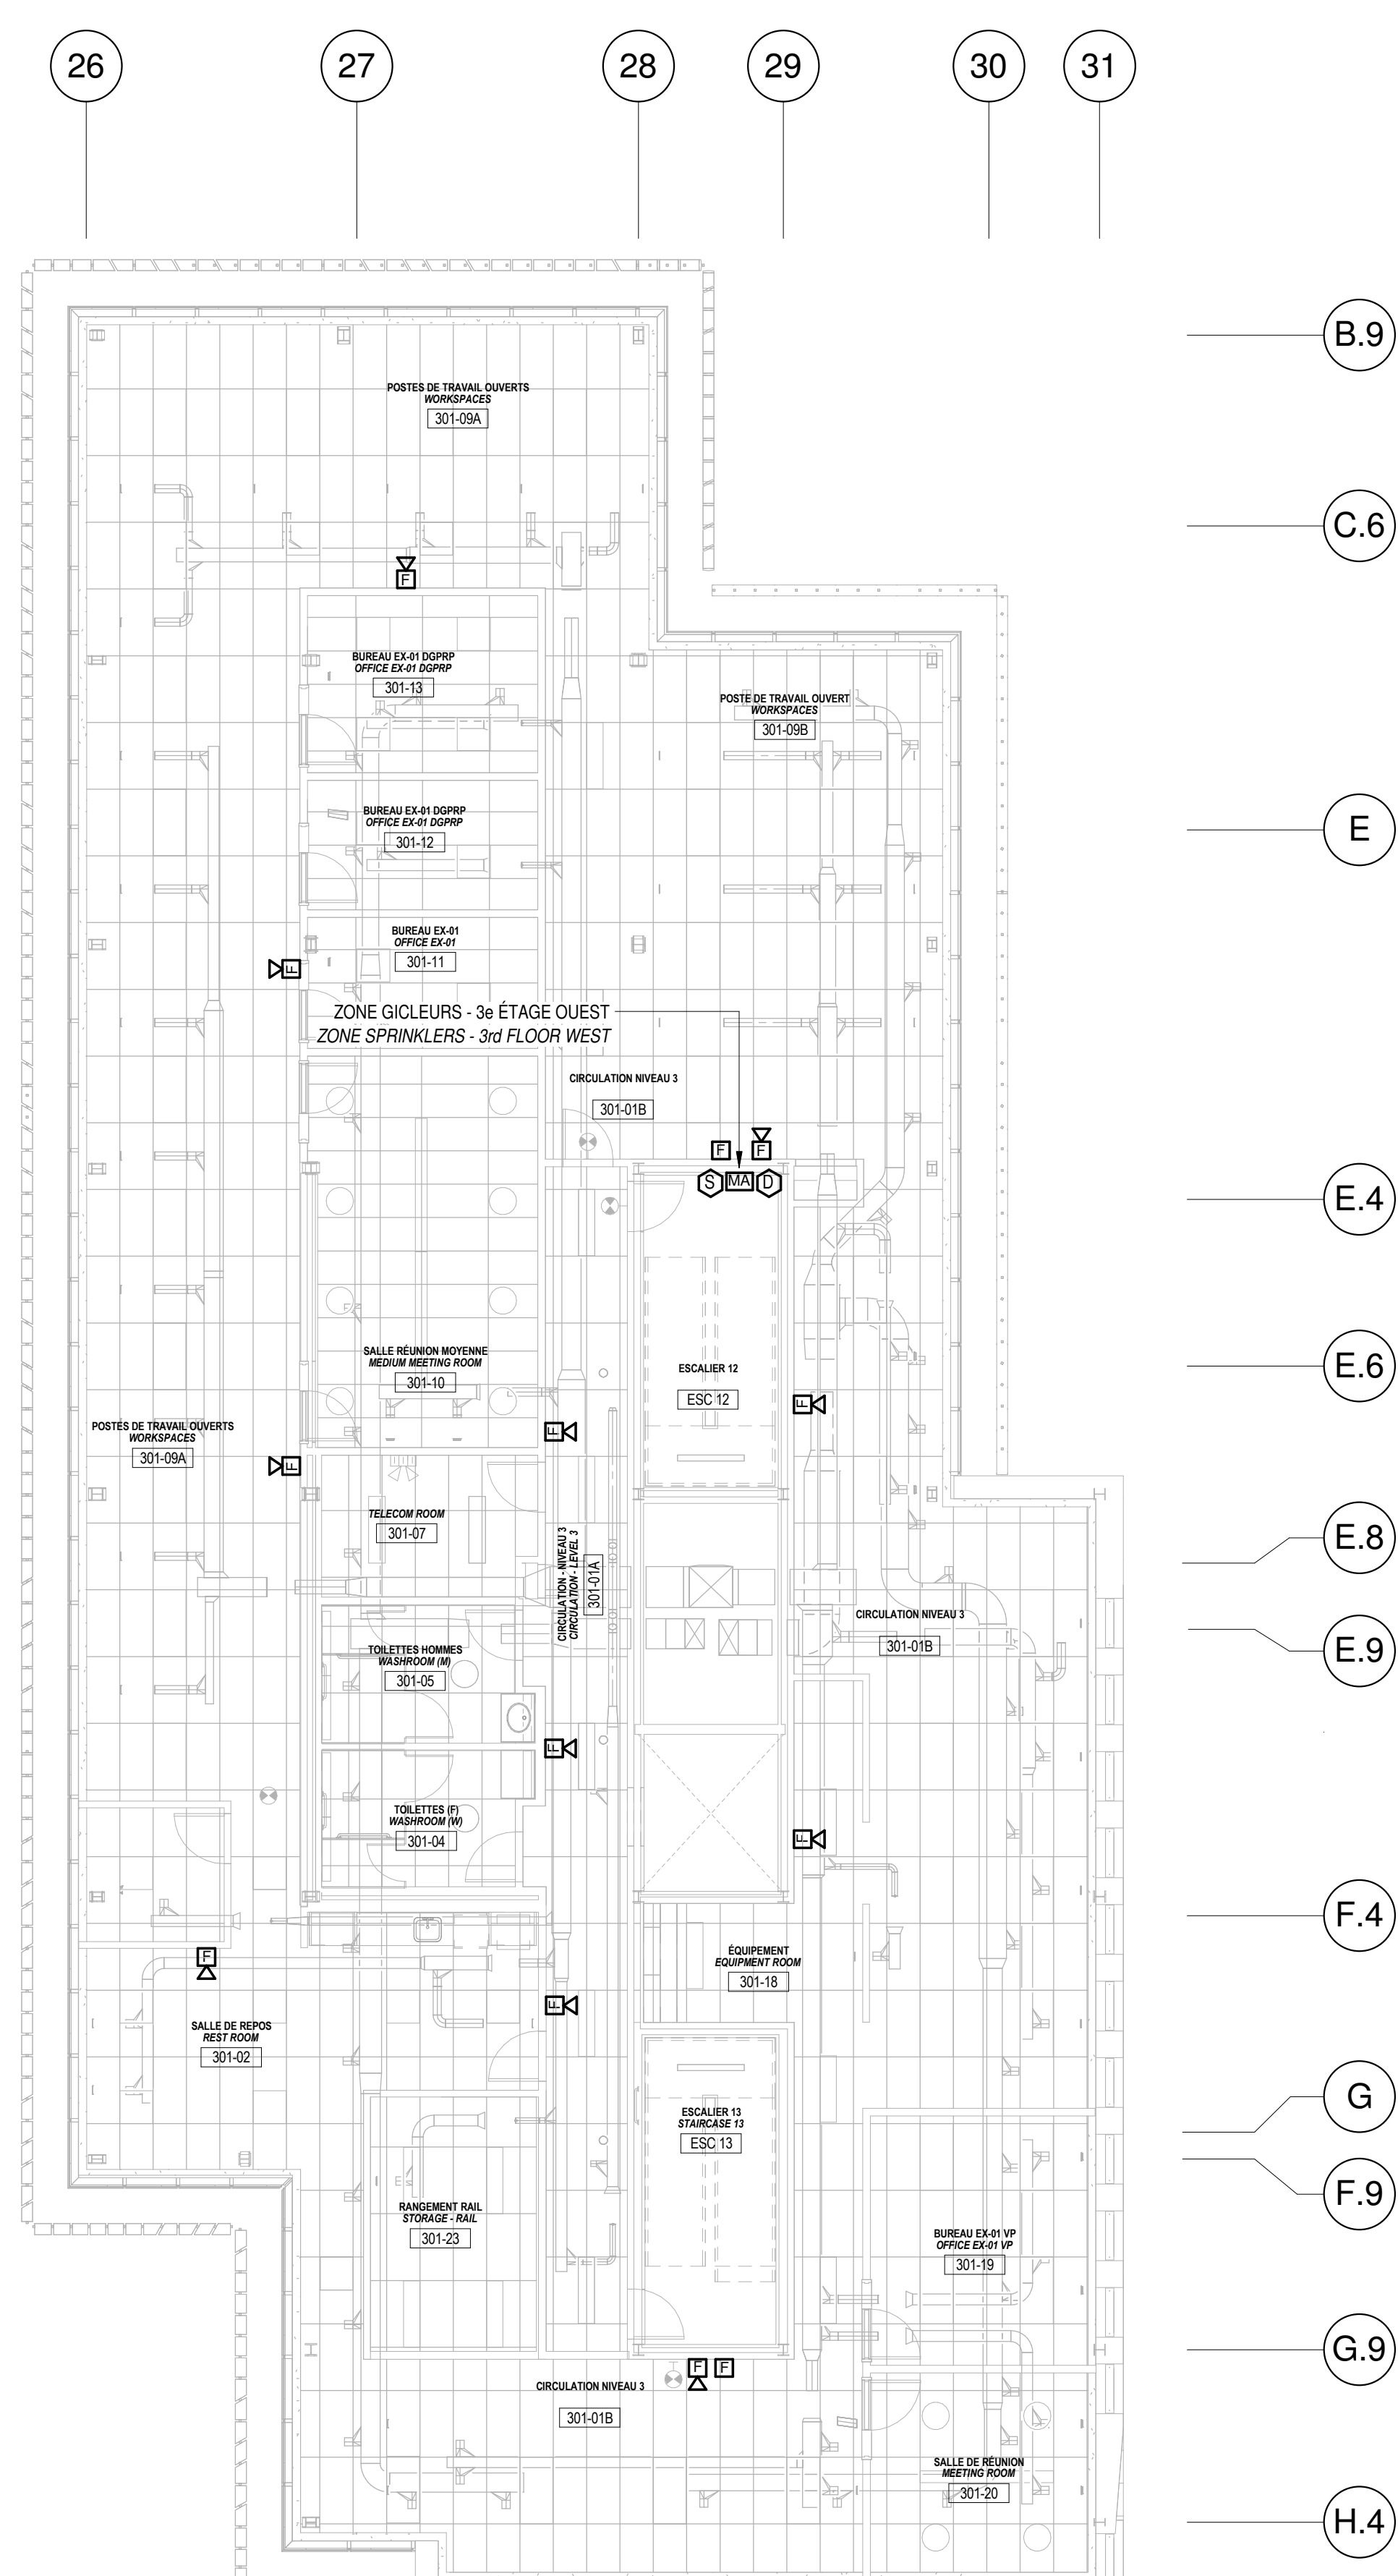 26
27
28
29
30
31
B.9
POSTES DE TRAVAIL OUVERTS
WORKSPACES
301-09A
C.6
F
BUREAU EX-01 DGPRP
OFFICE EX-01 DGPRP
301-13
POSTE DE TRAVAIL OUVERT
WORKSPACES
301-09B
BUREAU EX-01 DGPRP
OFFICE EX-01 DGPRP
301-12
E
BUREAU EX-01
OFFICE EX-01
301-11
F
ZONE GICLEURS - 3e ÉTAGE OUEST
ZONE SPRINKLERS - 3rd FLOOR WEST
CIRCULATION NIVEAU 3
301-01B
F
F
S
MA
D
E.4
SALLE RÉUNION MOYENNE
MEDIUM MEETING ROOM
301-10
ESCALIER 12
ESC 12
E.6
F
F
POSTES DE TRAVAIL OUVERTS
WORKSPACES
301-09A
F
TELECOM ROOM
301-07
CIRCULATION - NIVEAU 3
CIRCULATION - LEVEL 3
301-01A
E.8
CIRCULATION NIVEAU 3
301-01B
E.9
TOILETTES HOMMES
WASHROOM (M)
301-05
F
TOILETTES (F)
WASHROOM (W)
301-04
F
F.4
ÉQUIPEMENT
EQUIPMENT ROOM
301-18
F
F
SALLE DE REPOS
REST ROOM
301-02
G
ESCALIER 13
STAIRCASE 13
ESC 13
F.9
RANGEMENT RAIL
STORAGE - RAIL
301-23
BUREAU EX-01 VP
OFFICE EX-01 VP
301-19
G.9
F
F
CIRCULATION NIVEAU 3
301-01B
SALLE DE RÉUNION
MEETING ROOM
301-20
H.4